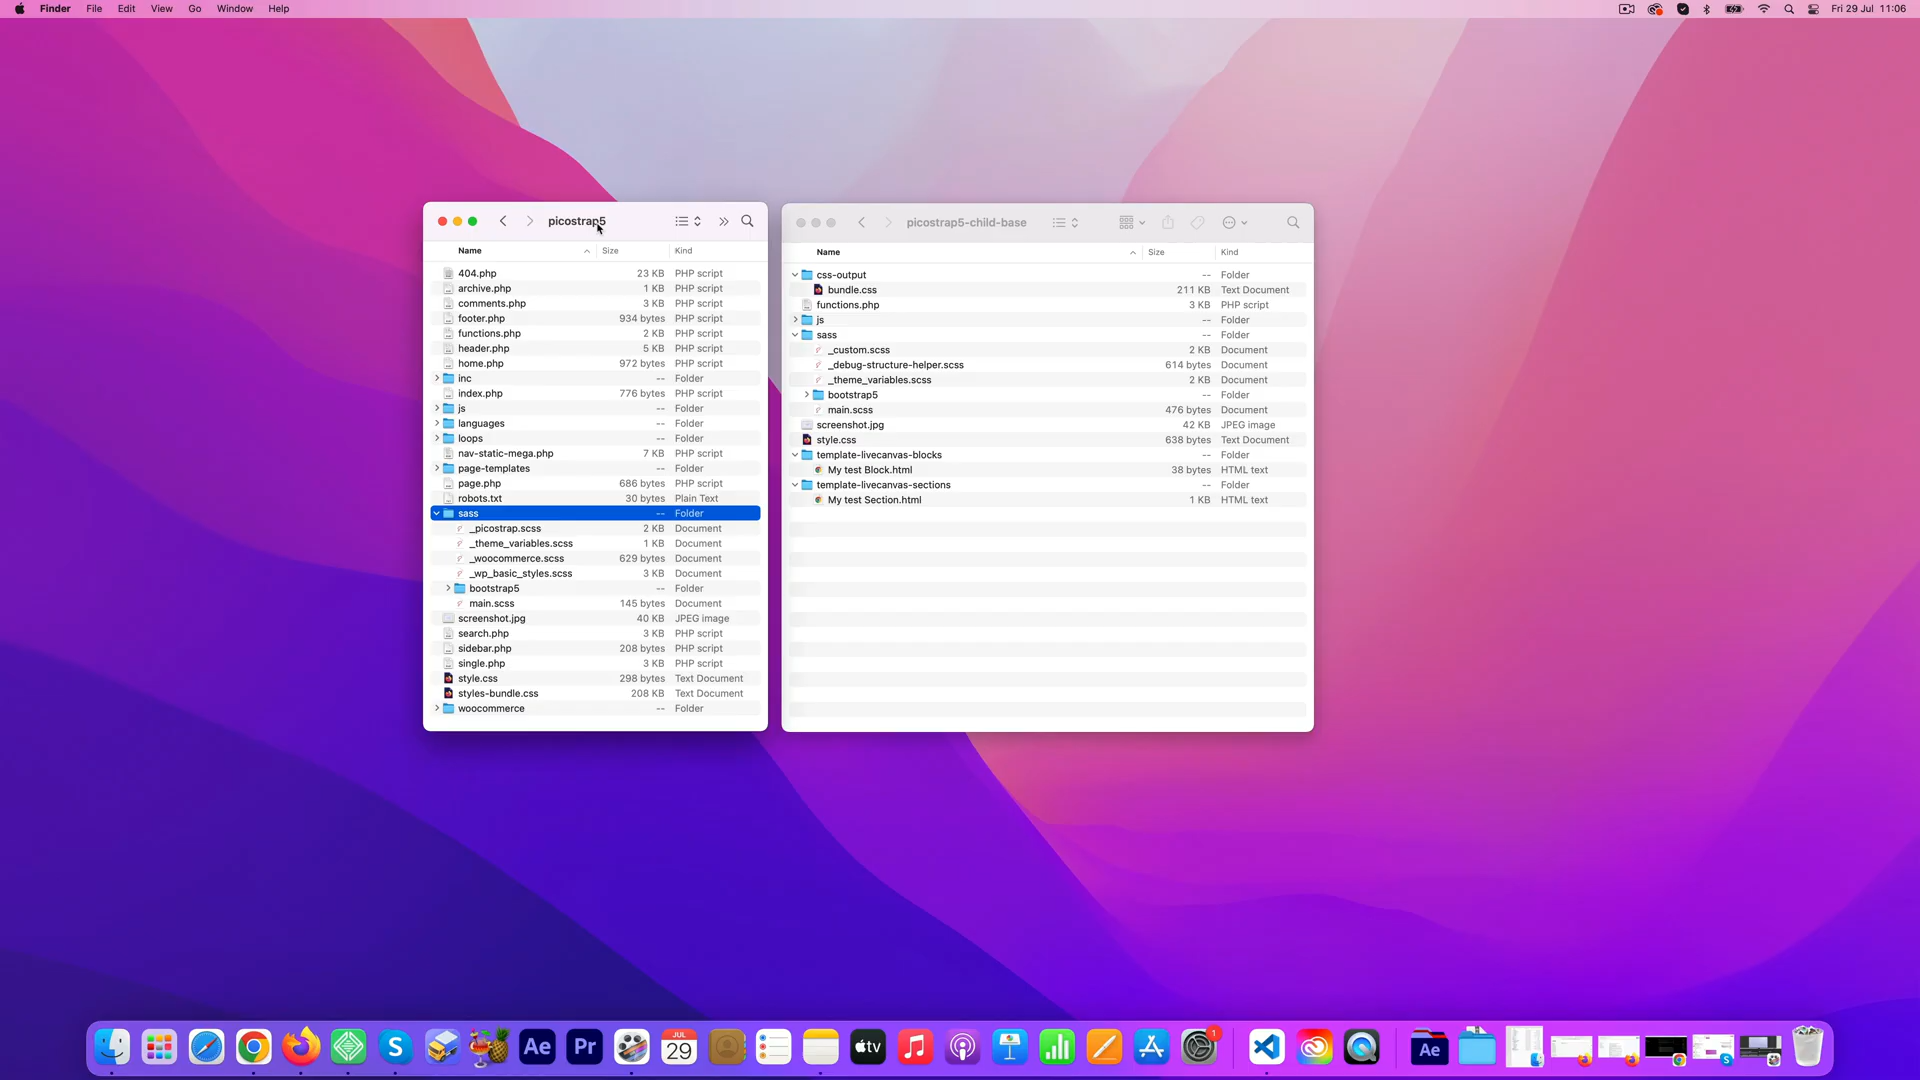 Finder File Edit View Go Window Help
Fri 29 Jul 11:06
picostrap5
Name Size Kind
404.php 23 KB PHP script
archive.php 1 KB PHP script
comments.php 3 KB PHP script
footer.php 934 bytes PHP script
functions.php 2 KB PHP script
header.php 5 KB PHP script
home.php 972 bytes PHP script
inc -- Folder
index.php 776 bytes PHP script
js -- Folder
languages -- Folder
loops -- Folder
nav-static-mega.php 7 KB PHP script
page-templates -- Folder
page.php 686 bytes PHP script
robots.txt 30 bytes Plain Text
sass -- Folder
_picostrap.scss 2 KB Document
_theme_variables.scss 1 KB Document
_woocommerce.scss 629 bytes Document
_wp_basic_styles.scss 3 KB Document
bootstrap5 -- Folder
main.scss 145 bytes Document
screenshot.jpg 40 KB JPEG image
search.php 3 KB PHP script
sidebar.php 208 bytes PHP script
single.php 3 KB PHP script
style.css 298 bytes Text Document
styles-bundle.css 208 KB Text Document
woocommerce -- Folder
picostrap5-child-base
Name Size Kind
css-output -- Folder
bundle.css 211 KB Text Document
functions.php 3 KB PHP script
js -- Folder
sass -- Folder
_custom.scss 2 KB Document
_debug-structure-helper.scss 614 bytes Document
_theme_variables.scss 2 KB Document
bootstrap5 -- Folder
main.scss 476 bytes Document
screenshot.jpg 42 KB JPEG image
style.css 638 bytes Text Document
template-livecanvas-blocks -- Folder
My test Block.html 38 bytes HTML text
template-livecanvas-sections -- Folder
My test Section.html 1 KB HTML text
S Ae Pr JUL 29 tv 1 Ae